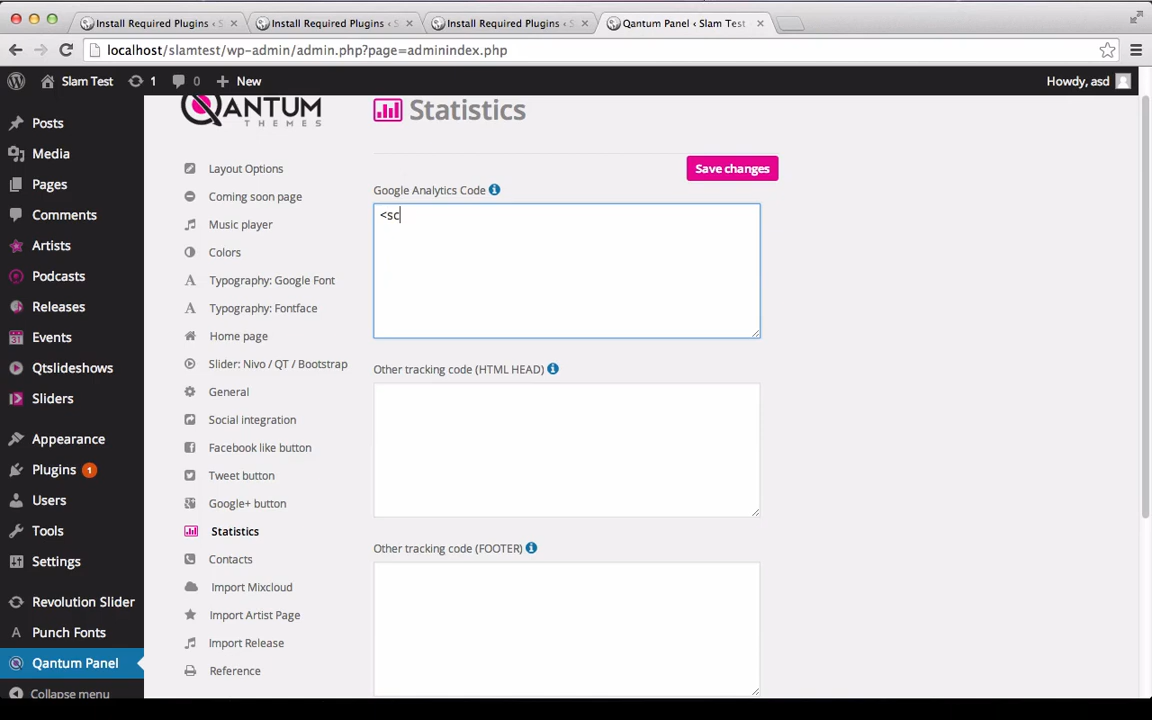 Install Required Plugins ‹ S
Install Required Plugins ‹ S
Install Required Plugins ‹ S
Qantum Panel ‹ Slam Test
localhost/slamtest/wp-admin/admin.php?page=adminindex.php
Slam Test
1
0
New
Howdy, asd
Posts
Media
Pages
Comments
Artists
Podcasts
Releases
Events
Qtslideshows
Sliders
Appearance
Plugins 1
Users
Tools
Settings
Revolution Slider
Punch Fonts
Qantum Panel
Collapse menu
QANTUM
THEMES
Layout Options
Coming soon page
Music player
Colors
Typography: Google Font
Typography: Fontface
Home page
Slider: Nivo / QT / Bootstrap
General
Social integration
Facebook like button
Tweet button
Google+ button
Statistics
Contacts
Import Mixcloud
Import Artist Page
Import Release
Reference
Statistics
Save changes
Google Analytics Code
<sc
Other tracking code (HTML HEAD)
Other tracking code (FOOTER)